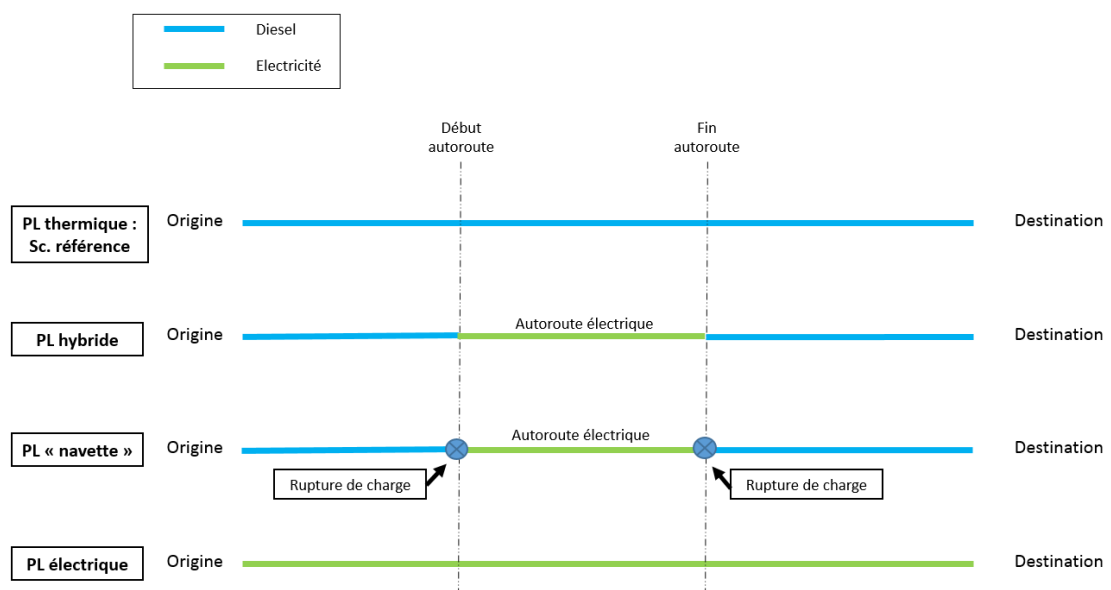 Diesel
Electricité
Début
autoroute
Fin
autoroute
PL thermique :
Sc. référence
Origine
Destination
PL hybride
Origine
Autoroute électrique
Destination
PL « navette »
Origine
Autoroute électrique
Destination
Rupture de charge
Rupture de charge
PL électrique
Origine
Destination